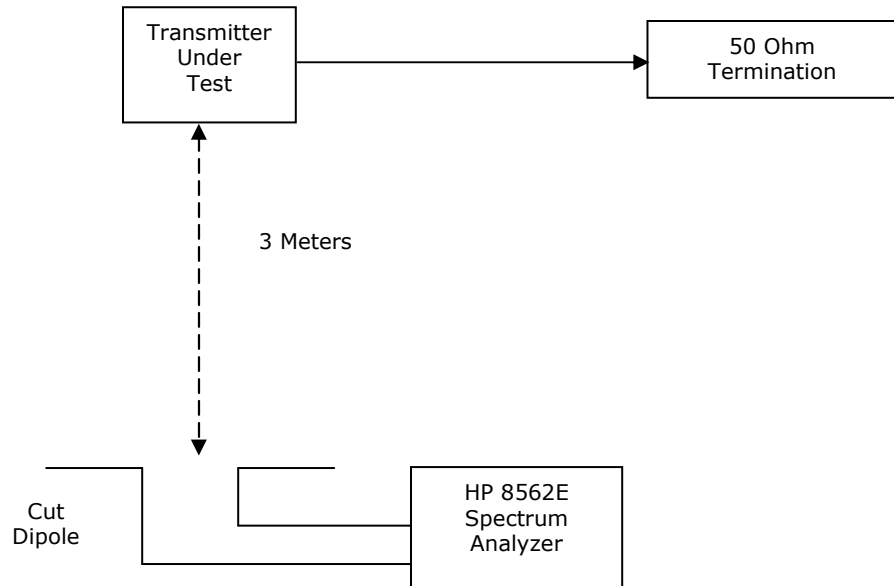 Transmitter
Under
Test
50 Ohm
Termination
3 Meters
Cut
Dipole
HP 8562E
Spectrum
Analyzer